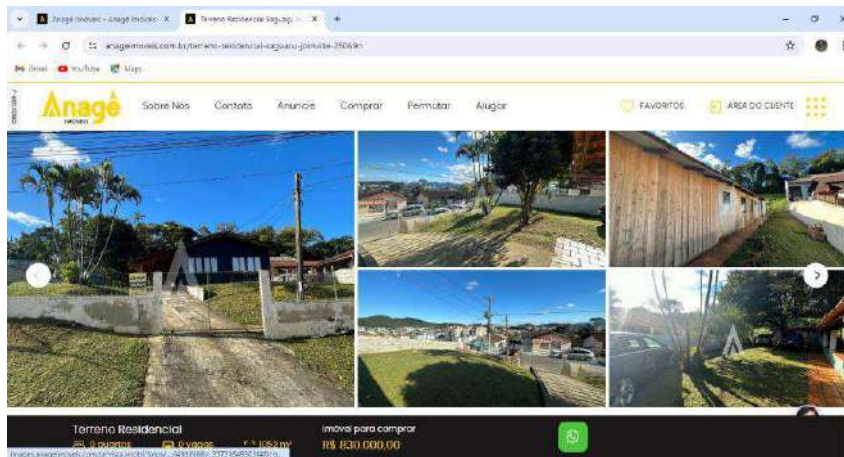 Anagê Imóveis - Anagê Imóveis
Terreno Residencial Saguaçu
anageimoveis.com.br/terreno-residencial-saguacu-joinville-25069n
Gmail YouTube Maps
Anagê
IMÓVEIS
Sobre Nós Contato Anuncie Comprar Permutar Alugar FAVORITOS ÁREA DO CLIENTE
Terreno Residencial
0 quartos 0 vagas 1052 m²
Imóvel para comprar
R$ 830.000,00